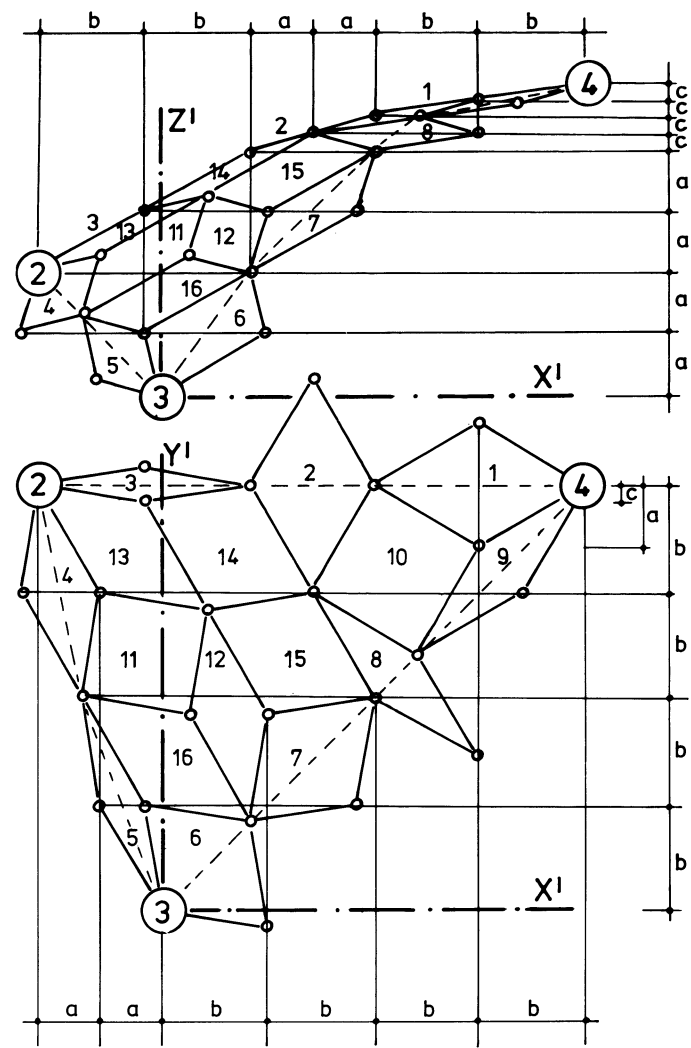 b b a a b b
4
1 c
c
Z' 2 8 c
c
14 15 a
3 13 11 12 7 a
2
16 a
4 6
5 a
3 X'
Y'
2 3 2 1 4 c a
b
13 14 10 9
4
11 12 15 8 b
16 7 b
5 6 b
3 X'
a a b b b b